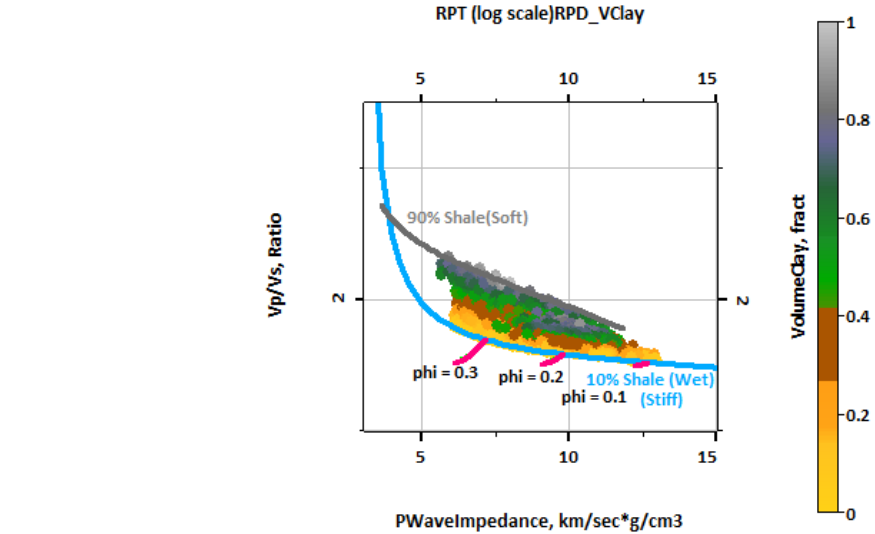 RPT (log scale)RPD_VClay
5 10 15
1
0.8
0.6
0.4
0.2
0
VolumeClay, fract
Vp/Vs, Ratio
2
2
90% Shale(Soft)
phi = 0.3
phi = 0.2
phi = 0.1
10% Shale (Wet)
(Stiff)
5 10 15
PWaveImpedance, km/sec*g/cm3